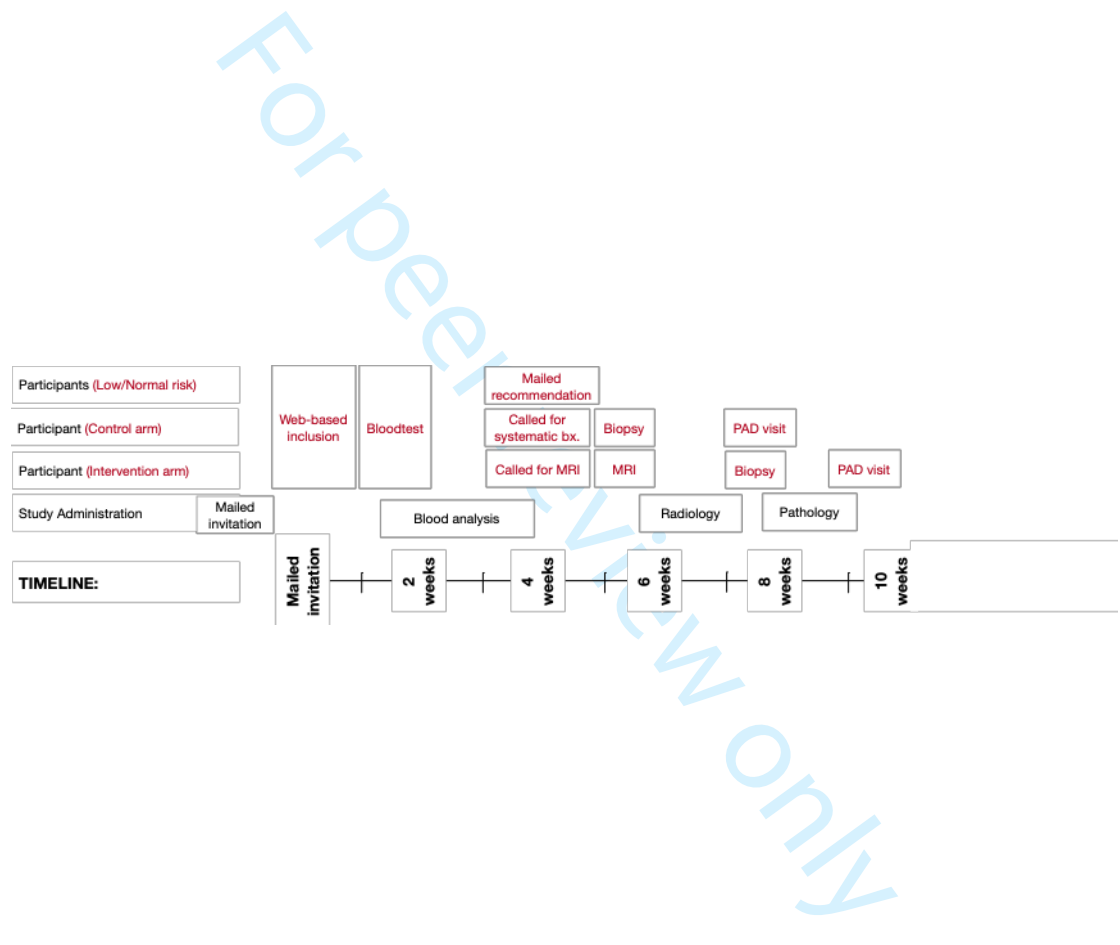 For peer review only
Participants (Low/Normal risk)
Web-based
inclusion
Bloodtest
Mailed
recommendation
Participant (Control arm)
Called for
systematic bx.
Biopsy
PAD visit
Participant (Intervention arm)
Called for MRI
MRI
Biopsy
PAD visit
Study Administration
Mailed
invitation
Blood analysis
Radiology
Pathology
TIMELINE:
Mailed
invitation
2
weeks
4
weeks
6
weeks
8
weeks
10
weeks